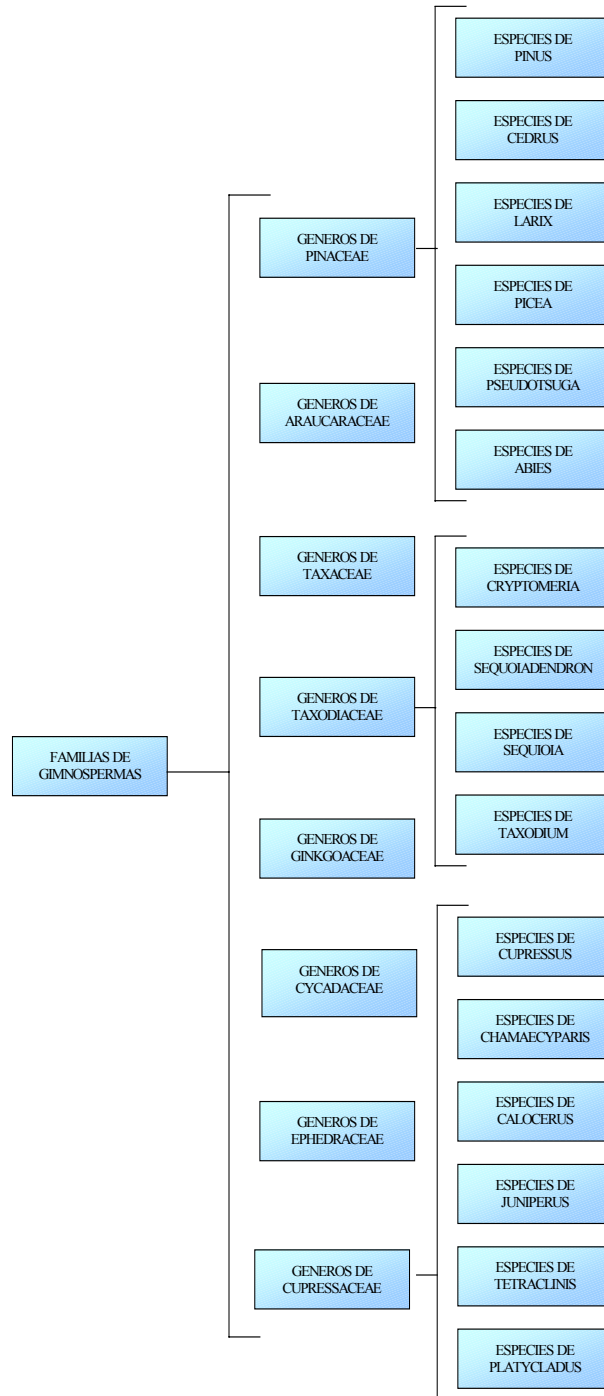 FAMILIAS DE
GIMNOSPERMAS
GENEROS DE
PINACEAE
GENEROS DE
ARAUCARACEAE
GENEROS DE
TAXACEAE
GENEROS DE
TAXODIACEAE
GENEROS DE
GINKGOACEAE
GENEROS DE
CYCADACEAE
GENEROS DE
EPHEDRACEAE
GENEROS DE
CUPRESSACEAE
ESPECIES DE
PINUS
ESPECIES DE
CEDRUS
ESPECIES DE
LARIX
ESPECIES DE
PICEA
ESPECIES DE
PSEUDOTSUGA
ESPECIES DE
ABIES
ESPECIES DE
CRYPTOMERIA
ESPECIES DE
SEQUOIADENDRON
ESPECIES DE
SEQUIOIA
ESPECIES DE
TAXODIUM
ESPECIES DE
CUPRESSUS
ESPECIES DE
CHAMAECYPARIS
ESPECIES DE
CALOCERUS
ESPECIES DE
JUNIPERUS
ESPECIES DE
TETRACLINIS
ESPECIES DE
PLATYCLADUS